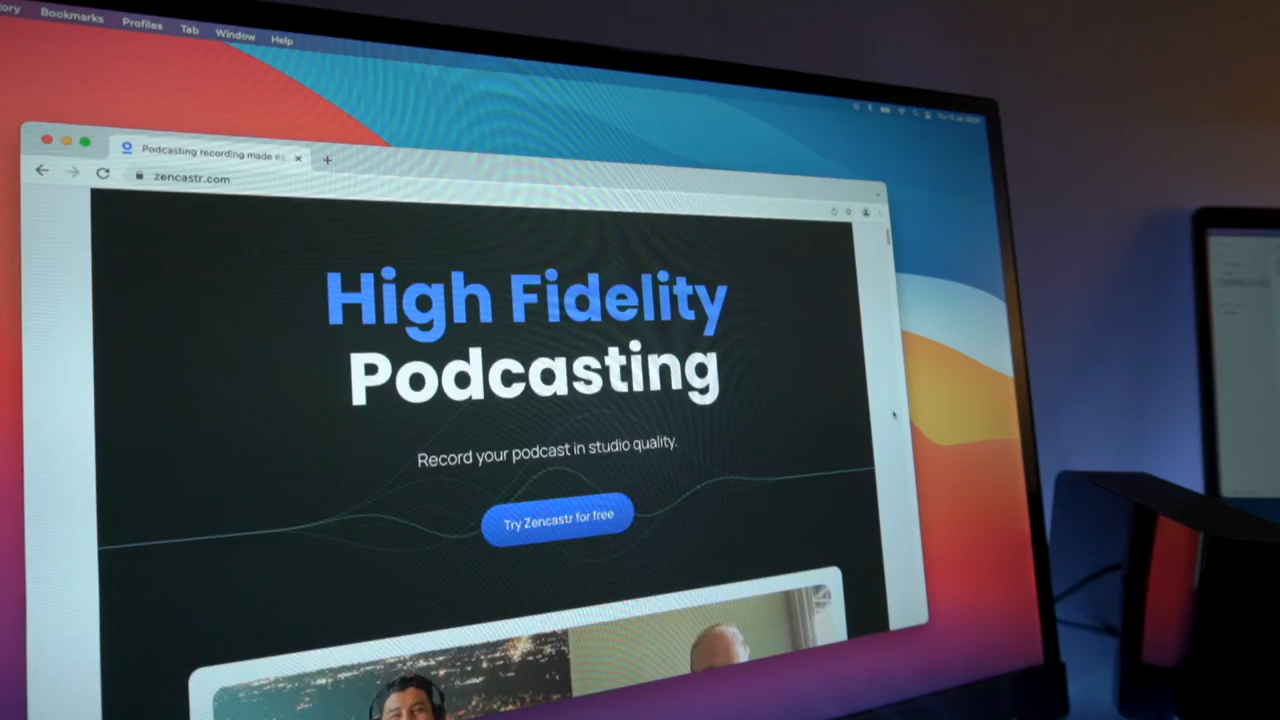 Bookmarks Profiles Tab Window Help
Podcasting recording made
zencastr.com
High Fidelity
Podcasting
Record your podcast in studio quality.
Try Zencastr for free